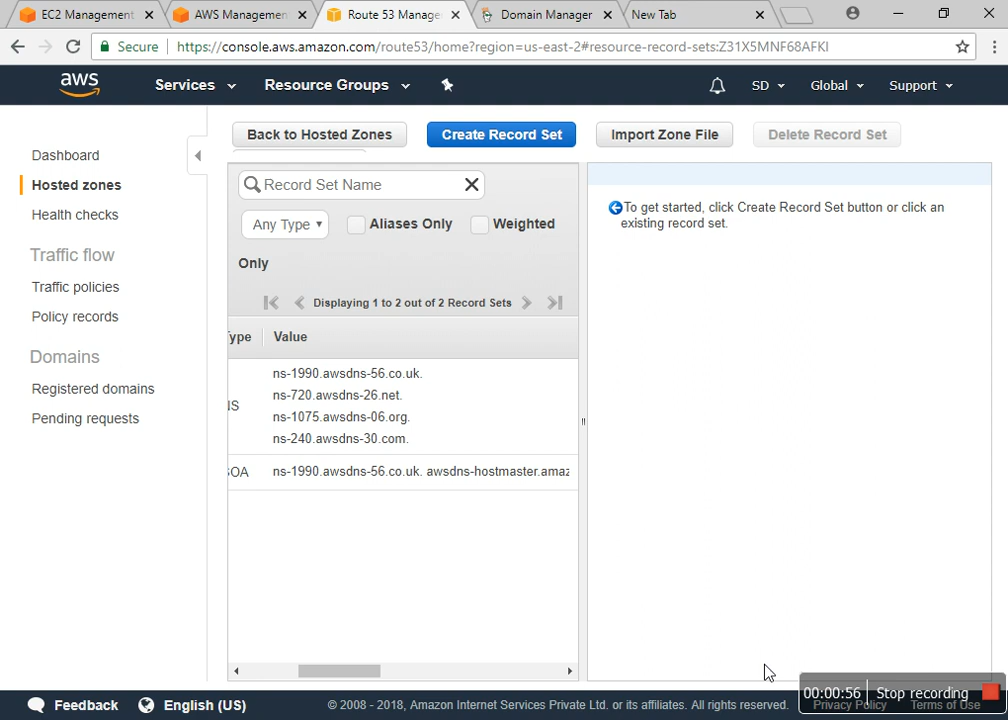 EC2 Management
AWS Managemen
Route 53 Manage
Domain Manager
New Tab
Secure
https://console.aws.amazon.com/route53/home?region=us-east-2#resource-record-sets:Z31X5MNF68AFKI
aws
Services
Resource Groups
SD
Global
Support
Back to Hosted Zones
Create Record Set
Import Zone File
Delete Record Set
Dashboard
Hosted zones
Health checks
Traffic flow
Traffic policies
Policy records
Domains
Registered domains
Pending requests
Record Set Name
Any Type
Aliases Only
Weighted
Only
Displaying 1 to 2 out of 2 Record Sets
Type
Value
NS
ns-1990.awsdns-56.co.uk.
ns-720.awsdns-26.net.
ns-1075.awsdns-06.org.
ns-240.awsdns-30.com.
SOA
ns-1990.awsdns-56.co.uk. awsdns-hostmaster.amaz
To get started, click Create Record Set button or click an
existing record set.
00:00:56
Stop recording
Feedback
English (US)
© 2008 - 2018, Amazon Internet Services Private Ltd. or its affiliates. All rights reserved.
Privacy Policy
Terms of Use